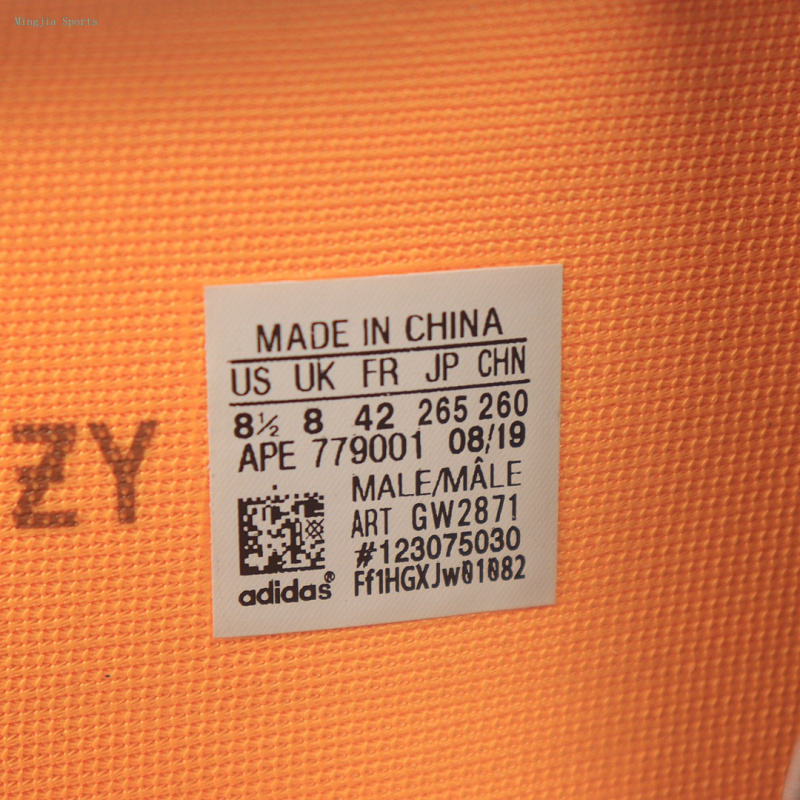 Mingjia Sports
MADE IN CHINA
US UK FR JP CHN
8½ 8 42 265 260
APE 779001 08/19
MALE/MÂLE
ART GW2871
#123075030
Ff1HGXJw01082
adidas®
ZY